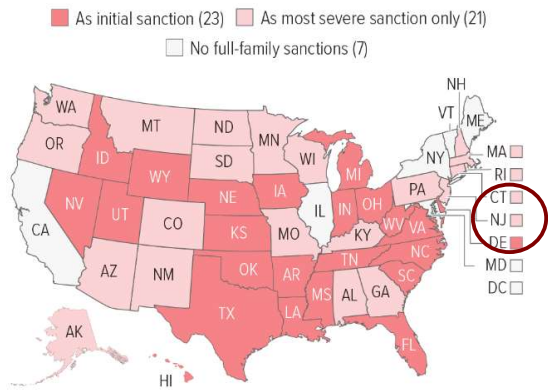 As initial sanction (23) As most severe sanction only (21)
No full-family sanctions (7)
NH
WA
VT
ME
MT
ND
MN
OR
ID
SD
WI
NY
MA
WY
MI
RI
IA
PA
CT
NE
NV
IL
IN
OH
NJ
UT
CO
WV
VA
DE
CA
KS
MO
KY
MD
NC
TN
DC
AZ
NM
OK
AR
SC
MS
AL
GA
TX
LA
AK
FL
HI